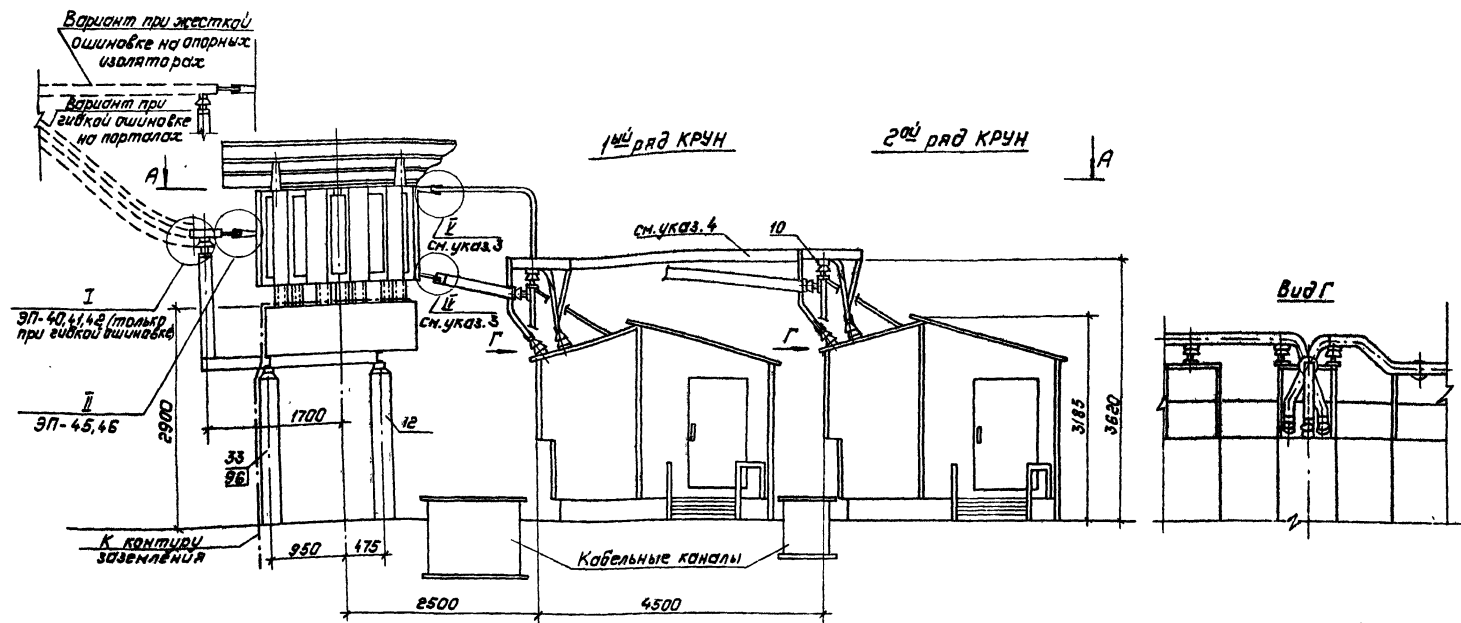 Вариант при жесткой
ошиновке на опорных
изоляторах
Вариант при
гибкой ошиновке
на порталах
1ый ряд КРУН
2ой ряд КРУН
А
А
V
см.указ.3
см.указ.4
10
IV
см.указ.3
Вид Г
I
ЭП-40,41,42 (только
при гибкой ошиновке)
Г
Г
II
ЭП-45,46
2900
1700
12
3185
3620
33
96
К контуру
заземления
950
475
Кабельные каналы
2500
4500